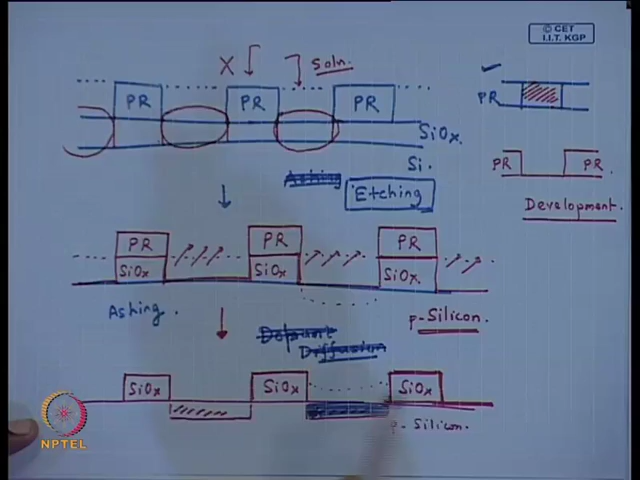 © CET
I.I.T. KGP
X
Soln.
PR PR PR
SiOx
Si.
PR
PR PR
Development.
Ashing
Etching
PR PR PR
SiOx SiOx SiOx
Ashing.
p-Silicon.
Dopant
Diffusion
SiOx SiOx SiOx
p-Silicon.
NPTEL